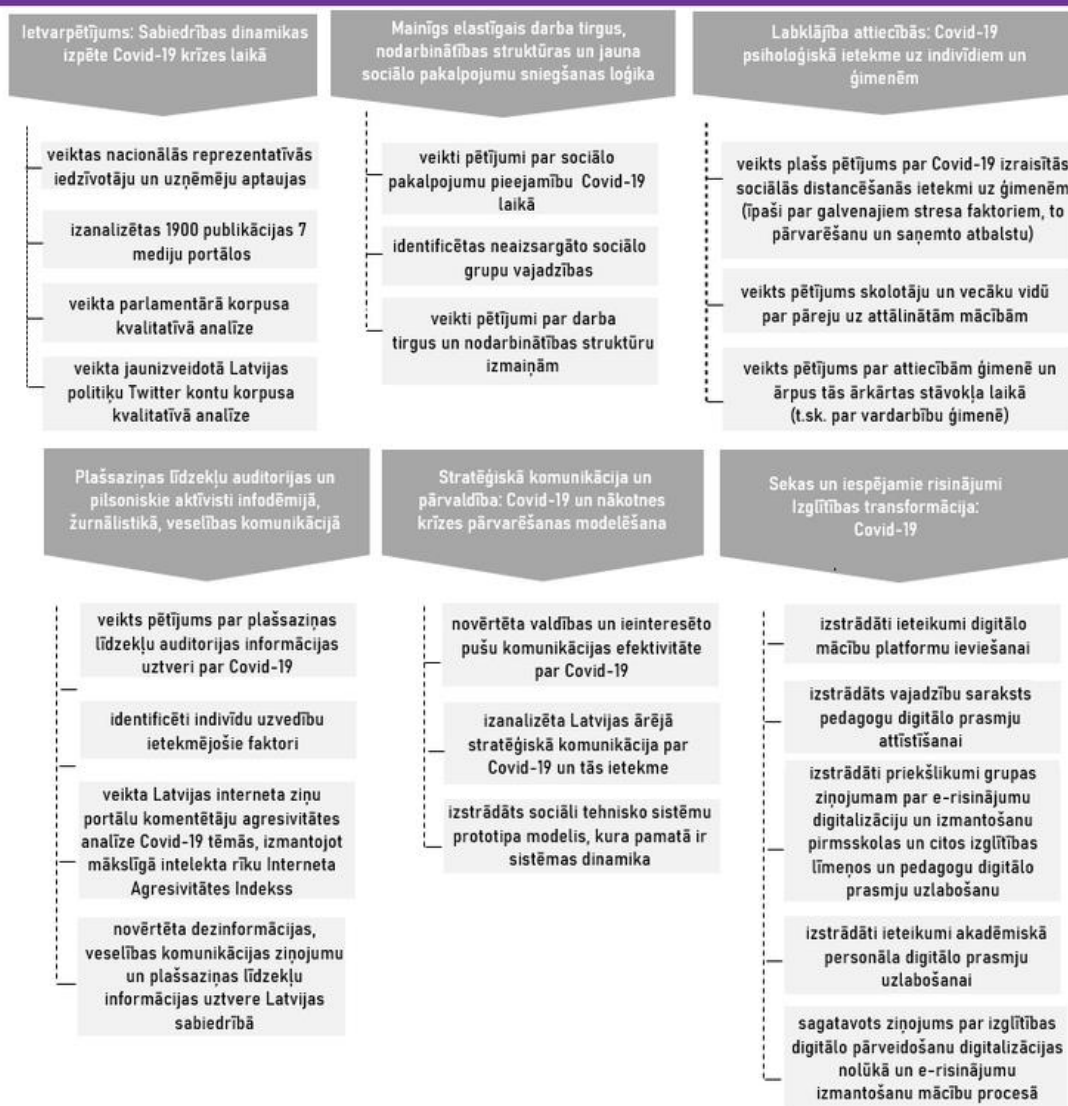 Ietvarpētījums: Sabiedrības dinamikas
izpēte Covid-19 krīzes laikā
veiktas nacionālās reprezentatīvās
iedzīvotāju un uzņēmēju aptaujas
izanalizētas 1900 publikācijas 7
mediju portālos
veikta parlamentārā korpusa
kvalitatīvā analīze
veikta jaunizveidotā Latvijas
politiķu Twitter kontu korpusa
kvalitatīvā analīze
Mainīgs elastīgais darba tirgus,
nodarbinātības struktūras un jauna
sociālo pakalpojumu sniegšanas loģika
veikti pētījumi par sociālo
pakalpojumu pieejamību Covid-19
laikā
identificētas neaizsargāto sociālo
grupu vajadzības
veikti pētījumi par darba
tirgus un nodarbinātības struktūru
izmaiņām
Labklājība attiecībās: Covid-19
psiholoģiskā ietekme uz indivīdiem un
ģimenēm
veikts plašs pētījums par Covid-19 izraisītās
sociālās distancēšanās ietekmi uz ģimenēm
(īpaši par galvenajiem stresa faktoriem, to
pārvarēšanu un saņemto atbalstu)
veikts pētījums skolotāju un vecāku vidū
par pāreju uz attālinātām mācībām
veikts pētījums par attiecībām ģimenē un
ārpus tās ārkārtas stāvokļa laikā
(t.sk. par vardarbību ģimenē)
Plašsaziņas līdzekļu auditorijas un
pilsoniskie aktīvisti infodēmijā,
žurnālistikā, veselības komunikācijā
veikts pētījums par plašsaziņas
līdzekļu auditorijas informācijas
uztveri par Covid-19
identificēti indivīdu uzvedību
ietekmējošie faktori
veikta Latvijas interneta ziņu
portālu komentētāju agresivitātes
analīze Covid-19 tēmās, izmantojot
mākslīgā intelekta rīku Interneta
Agresivitātes Indekss
novērtēta dezinformācijas,
veselības komunikācijas ziņojumu
un plašsaziņas līdzekļu
informācijas uztvere Latvijas
sabiedrībā
Stratēģiskā komunikācija un
pārvaldība: Covid-19 un nākotnes
krīzes pārvarēšanas modelēšana
novērtēta valdības un ieinteresēto
pušu komunikācijas efektivitāte
par Covid-19
izanalizēta Latvijas ārējā
stratēģiskā komunikācija par
Covid-19 un tās ietekme
izstrādāts sociāli tehnisko sistēmu
prototipa modelis, kura pamatā ir
sistēmas dinamika
Sekas un iespējamie risinājumi
Izglītības transformācija:
Covid-19
izstrādāti ieteikumi digitālo
mācību platformu ieviešanai
izstrādāts vajadzību saraksts
pedagogu digitālo prasmju
attīstīšanai
izstrādāti priekšlikumi grupas
ziņojumam par e-risinājumu
digitalizāciju un izmantošanu
pirmsskolas un citos izglītības
līmeņos un pedagogu digitālo
prasmju uzlabošanu
izstrādāti ieteikumi akadēmiskā
personāla digitālo prasmju
uzlabošanai
sagatavots ziņojums par izglītības
digitālo pārveidošanu digitalizācijas
nolūkā un e-risinājumu
izmantošanu mācību procesā